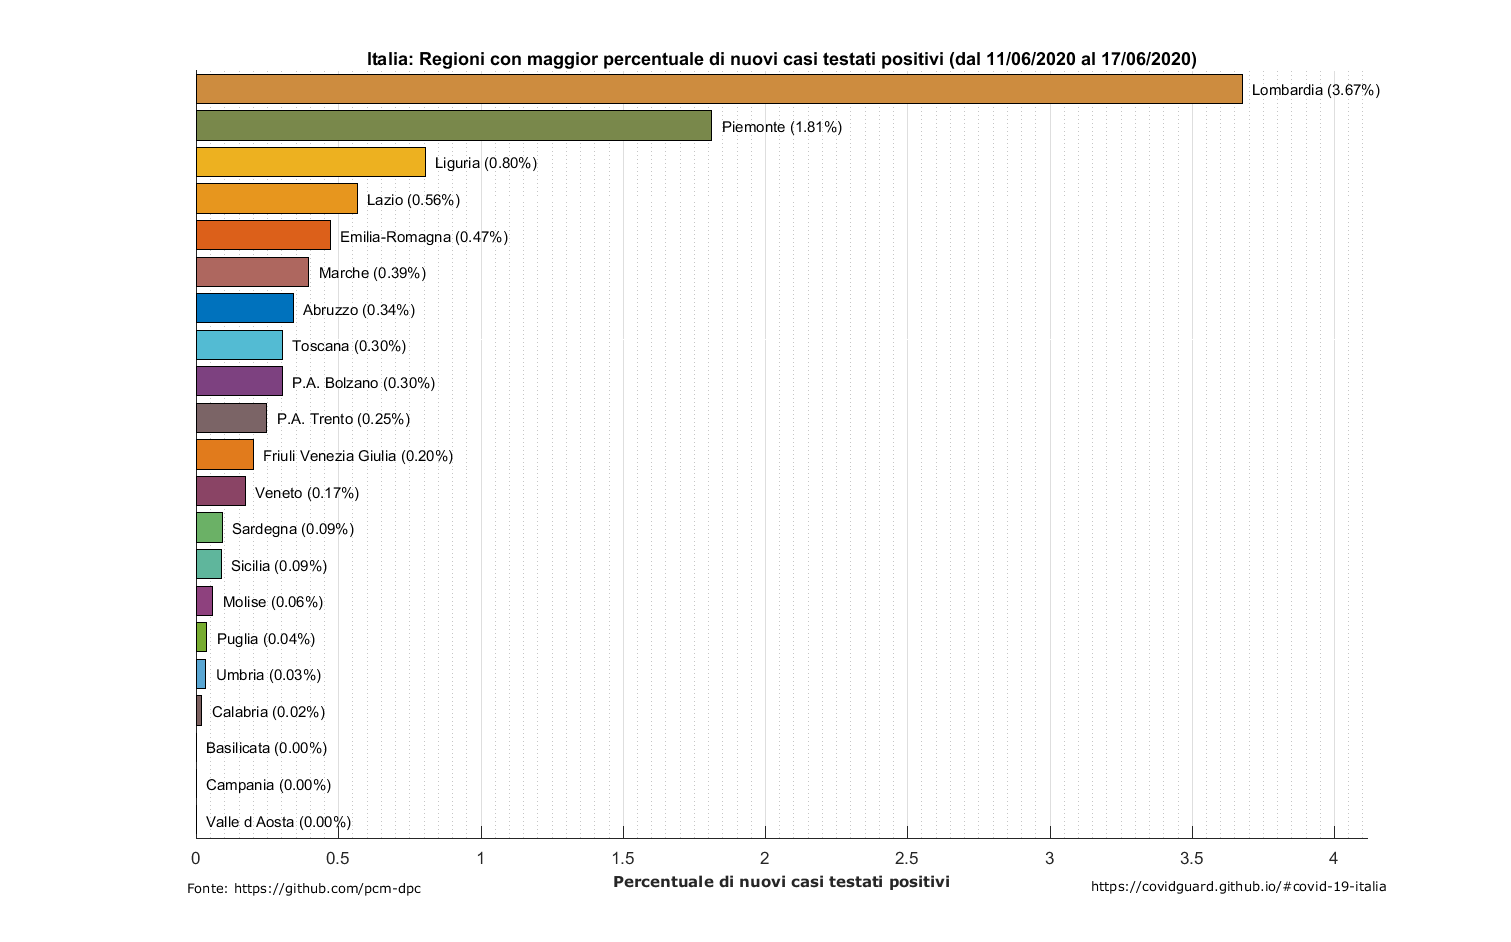 Italia: Regioni con maggior percentuale di nuovi casi testati positivi (dal 11/06/2020 al 17/06/2020)
Lombardia (3.67%)
Piemonte (1.81%)
Liguria (0.80%)
Lazio (0.56%)
Emilia-Romagna (0.47%)
Marche (0.39%)
Abruzzo (0.34%)
Toscana (0.30%)
P.A. Bolzano (0.30%)
P.A. Trento (0.25%)
Friuli Venezia Giulia (0.20%)
Veneto (0.17%)
Sardegna (0.09%)
Sicilia (0.09%)
Molise (0.06%)
Puglia (0.04%)
Umbria (0.03%)
Calabria (0.02%)
Basilicata (0.00%)
Campania (0.00%)
Valle d Aosta (0.00%)
0 0.5 1 1.5 2 2.5 3 3.5 4
Percentuale di nuovi casi testati positivi
Fonte: https://github.com/pcm-dpc
https://covidguard.github.io/#covid-19-italia